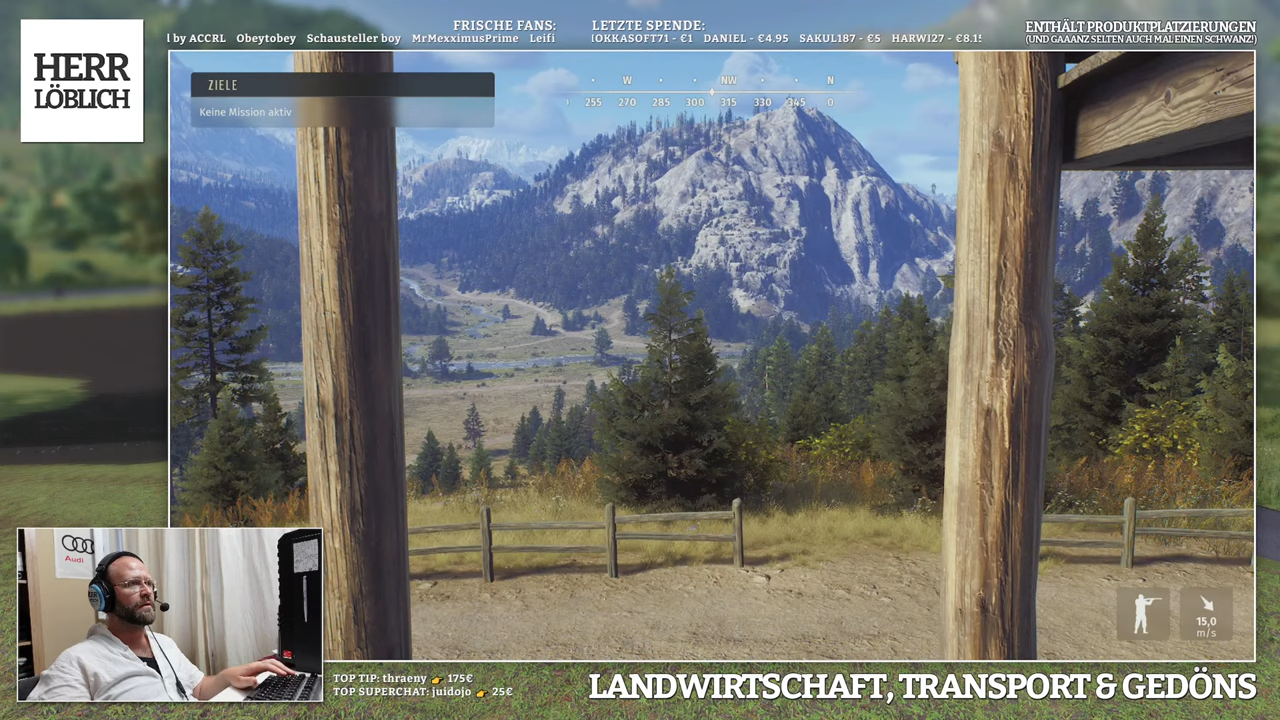 HERR
LÖBLICH
FRISCHE FANS:
l by ACCRL Obeytobey Schausteller boy MrMexximusPrime Leifi
LETZTE SPENDE:
OKKASOFT71 - €1 DANIEL - €4.95 SAKUL187 - €5 HARWI27 - €8.1
ENTHÄLT PRODUKTPLATZIERUNGEN
(UND GAAANZ SELTEN AUCH MAL EINEN SCHWANZ!)
ZIELE
Keine Mission aktiv
W NW N
255 270 285 300 315 330 345 0
Audi
15,0
m/s
TOP TIP: thraeny 👉 175€
TOP SUPERCHAT: juidojo 👉 25€
LANDWIRTSCHAFT, TRANSPORT & GEDÖNS